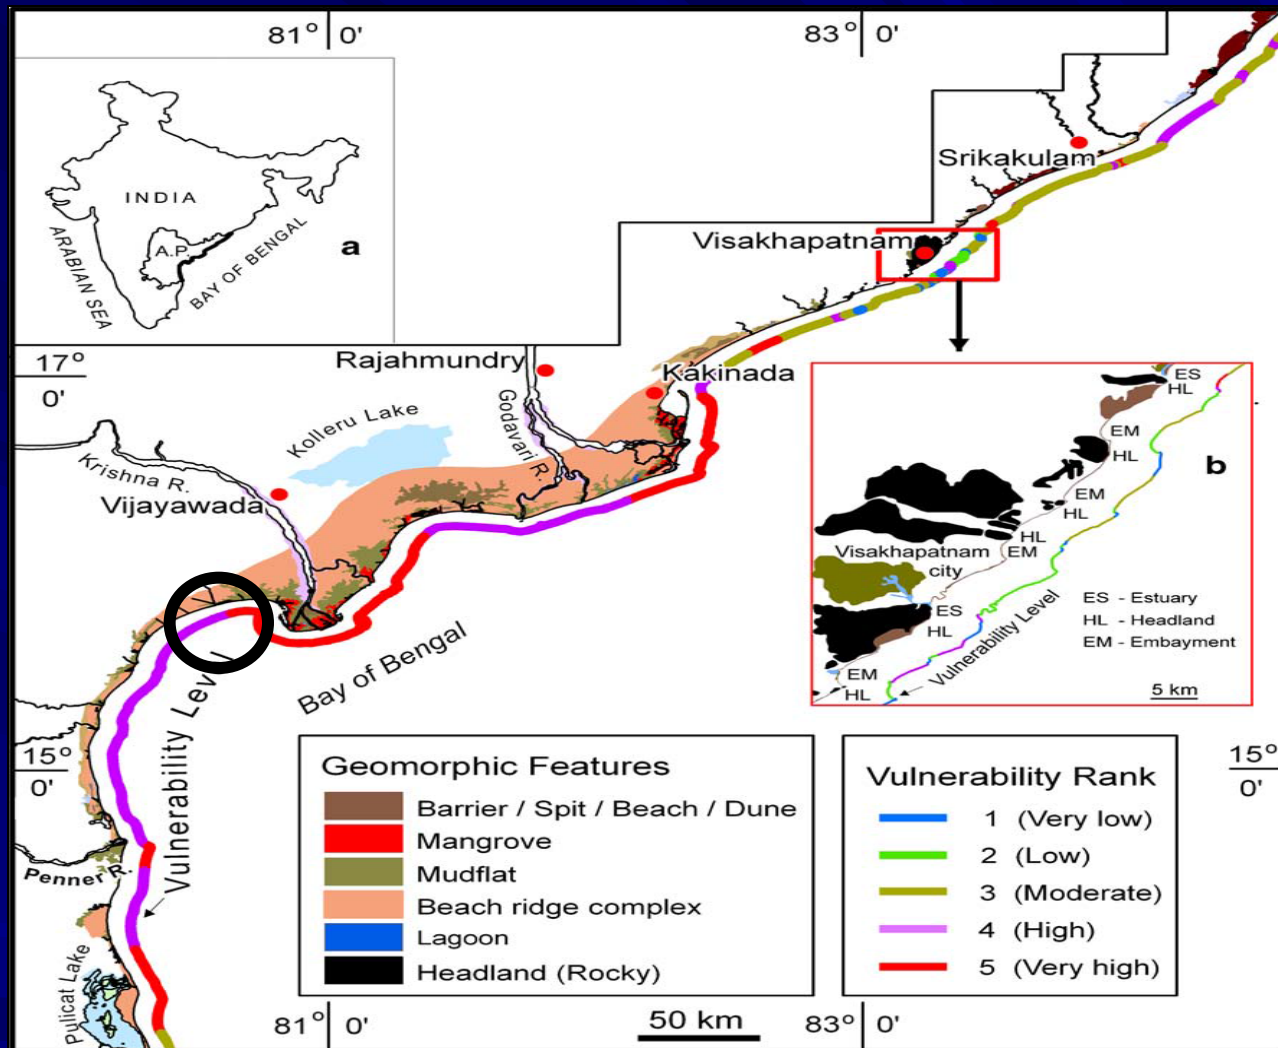 81° 0'
83° 0'
INDIA
A.P.
ARABIAN SEA
BAY OF BENGAL
a
Srikakulam
Visakhapatnam
17°
0'
Rajahmundry
Kakinada
Kolleru Lake
Godavari R.
Krishna R.
Vijayawada
Bay of Bengal
Vulnerability Level
15°
0'
Penner R.
Pulicat Lake
ES
HL
EM
HL
b
EM
HL
HL
EM
Visakhapatnam
city
ES
HL
EM
HL
Vulnerability Level
ES - Estuary
HL - Headland
EM - Embayment
5 km
15°
0'
Geomorphic Features
Barrier / Spit / Beach / Dune
Mangrove
Mudflat
Beach ridge complex
Lagoon
Headland (Rocky)
Vulnerability Rank
1 (Very low)
2 (Low)
3 (Moderate)
4 (High)
5 (Very high)
81° 0'
50 km
83° 0'